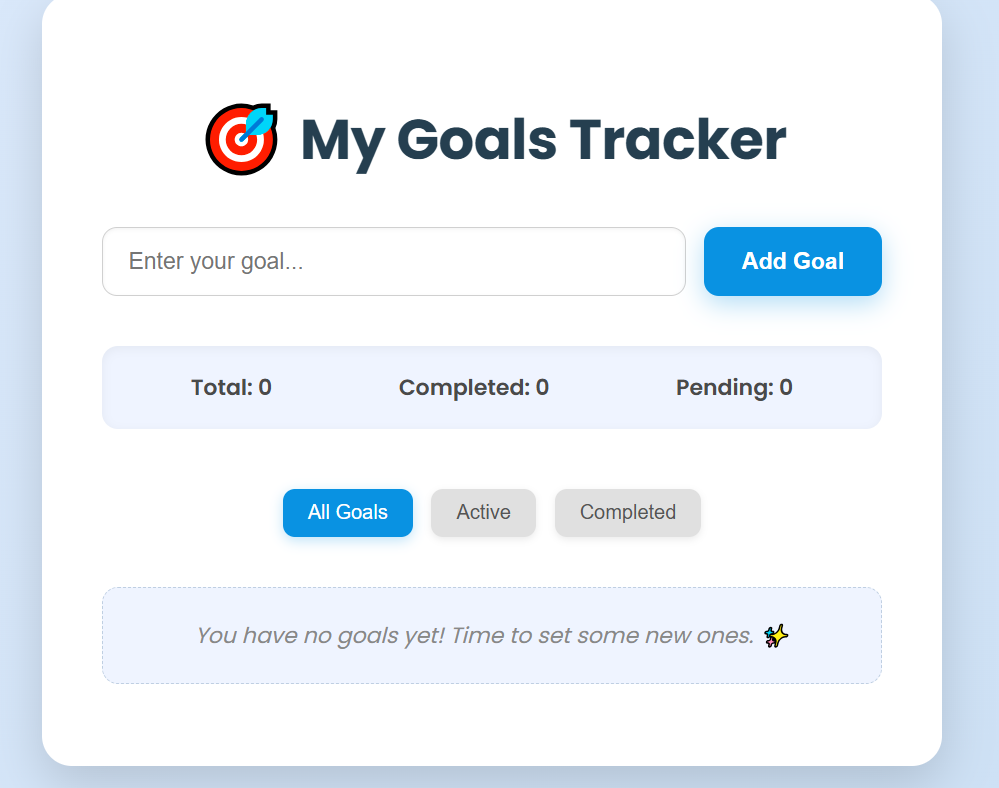 My Goals Tracker
Enter your goal...
Add Goal
Total: 0 Completed: 0 Pending: 0
All Goals Active Completed
You have no goals yet! Time to set some new ones. ✨